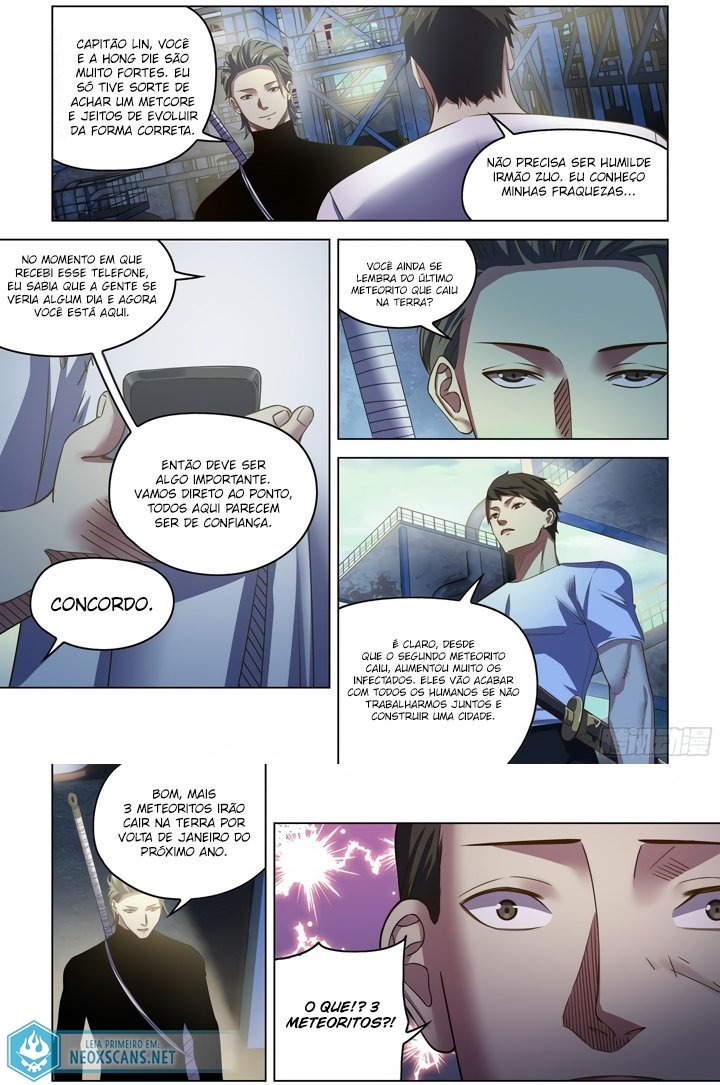 CAPITÃO LIN, VOCÊ
E A HONG DIE SÃO
MUITO FORTES. EU
SÓ TIVE SORTE DE
ACHAR UM METCORE
E JEITOS DE EVOLUIR
DA FORMA CORRETA.
NÃO PRECISA SER HUMILDE
IRMÃO ZUO. EU CONHEÇO
MINHAS FRAQUEZAS...
NO MOMENTO EM QUE
RECEBI ESSE TELEFONE,
EU SABIA QUE A GENTE SE
VERIA ALGUM DIA E AGORA
VOCÊ ESTÁ AQUI.
ENTÃO DEVE SER
ALGO IMPORTANTE.
VAMOS DIRETO AO PONTO,
TODOS AQUI PARECEM
SER DE CONFIANÇA.
CONCORDO.
VOCÊ AINDA SE
LEMBRA DO ÚLTIMO
METEORITO QUE CAIU
NA TERRA?
É CLARO, DESDE
QUE O SEGUNDO METEORITO
CAIU, AUMENTOU MUITO OS
INFECTADOS. ELES VÃO ACABAR
COM TODOS OS HUMANOS SE NÃO
TRABALHARMOS JUNTOS E
CONSTRUIR UMA CIDADE.
BOM, MAIS
3 METEORITOS IRÃO
CAIR NA TERRA POR
VOLTA DE JANEIRO DO
PRÓXIMO ANO.
O QUE!? 3
METEORITOS?!
LEIA PRIMEIRO EM:
NEOXSCANS.NET